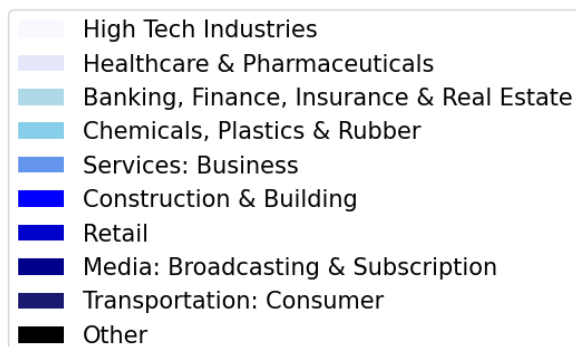 High Tech Industries
Healthcare & Pharmaceuticals
Banking, Finance, Insurance & Real Estate
Chemicals, Plastics & Rubber
Services: Business
Construction & Building
Retail
Media: Broadcasting & Subscription
Transportation: Consumer
Other